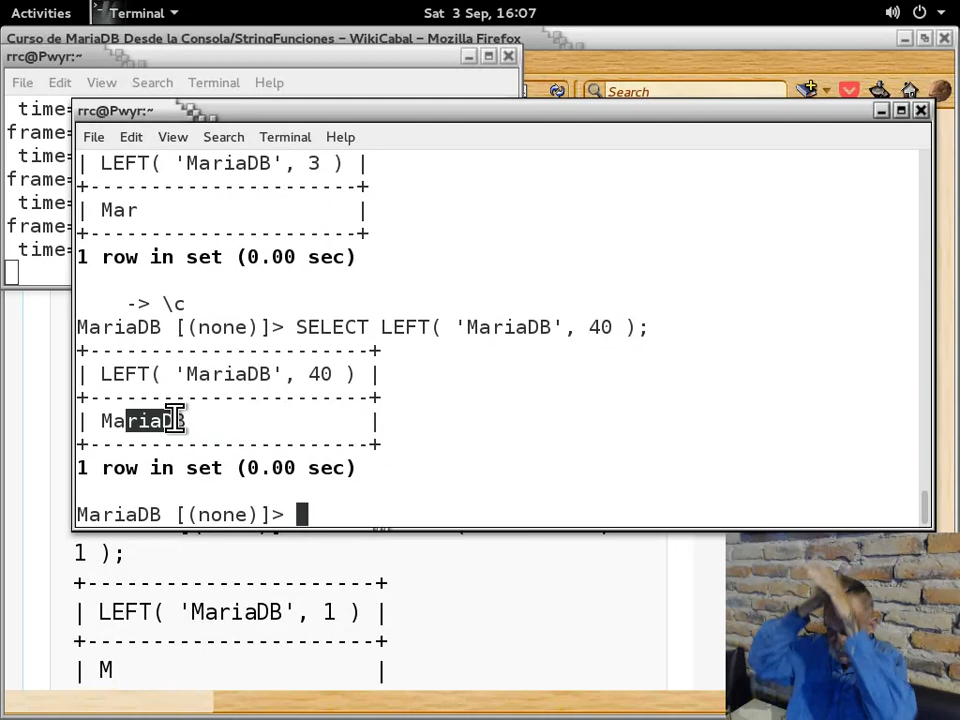 Activities
Terminal
Sat 3 Sep, 16:07
Curso de MariaDB Desde la Consola/StringFunciones – WikiCabal – Mozilla Firefox
rrc@Pwyr:~
File Edit View Search Terminal Help
Search
time=
frame=
time=
frame=
time=
frame=
time=
rrc@Pwyr:~
File Edit View Search Terminal Help
| LEFT( 'MariaDB', 3 ) |
+----------------------+
| Mar |
+----------------------+
1 row in set (0.00 sec)
-> \c
MariaDB [(none)]> SELECT LEFT( 'MariaDB', 40 );
+-----------------------+
| LEFT( 'MariaDB', 40 ) |
+-----------------------+
| MariaDB |
+-----------------------+
1 row in set (0.00 sec)
MariaDB [(none)]>
1 );
+----------------------+
| LEFT( 'MariaDB', 1 ) |
+----------------------+
| M |